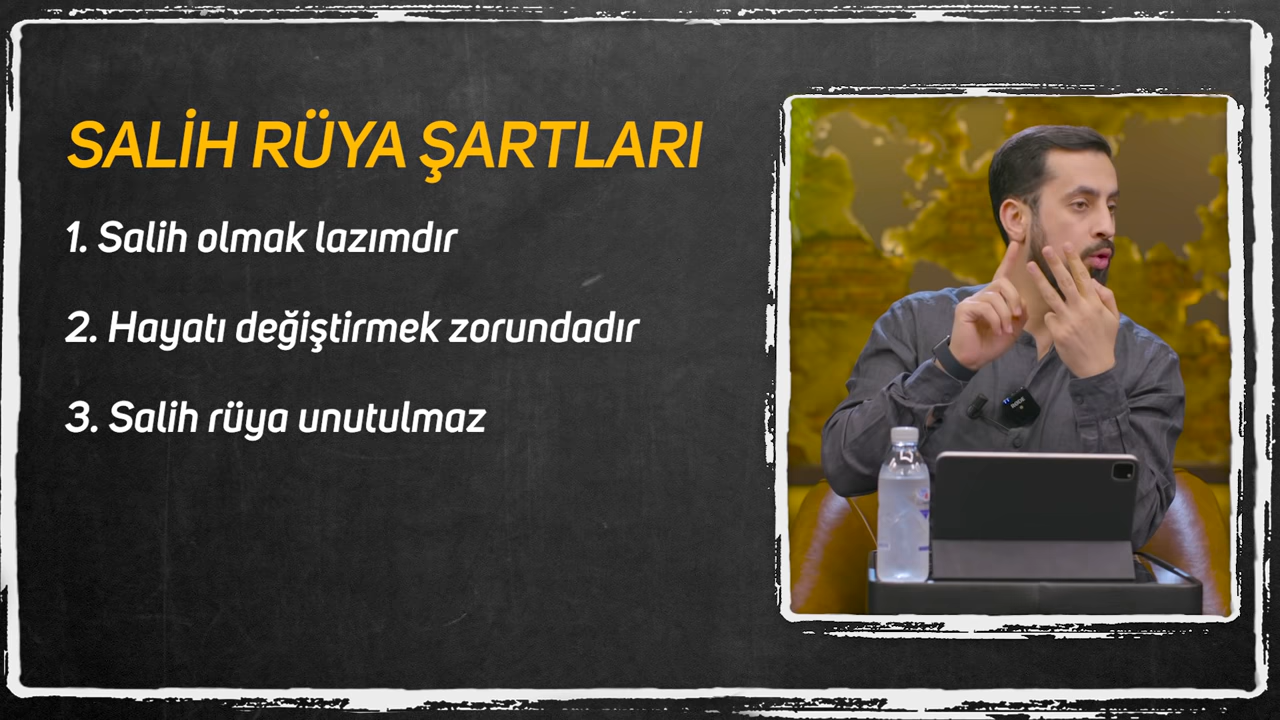 SALİH RÜYA ŞARTLARI
1. Salih olmak lazımdır
2. Hayatı değiştirmek zorundadır
3. Salih rüya unutulmaz